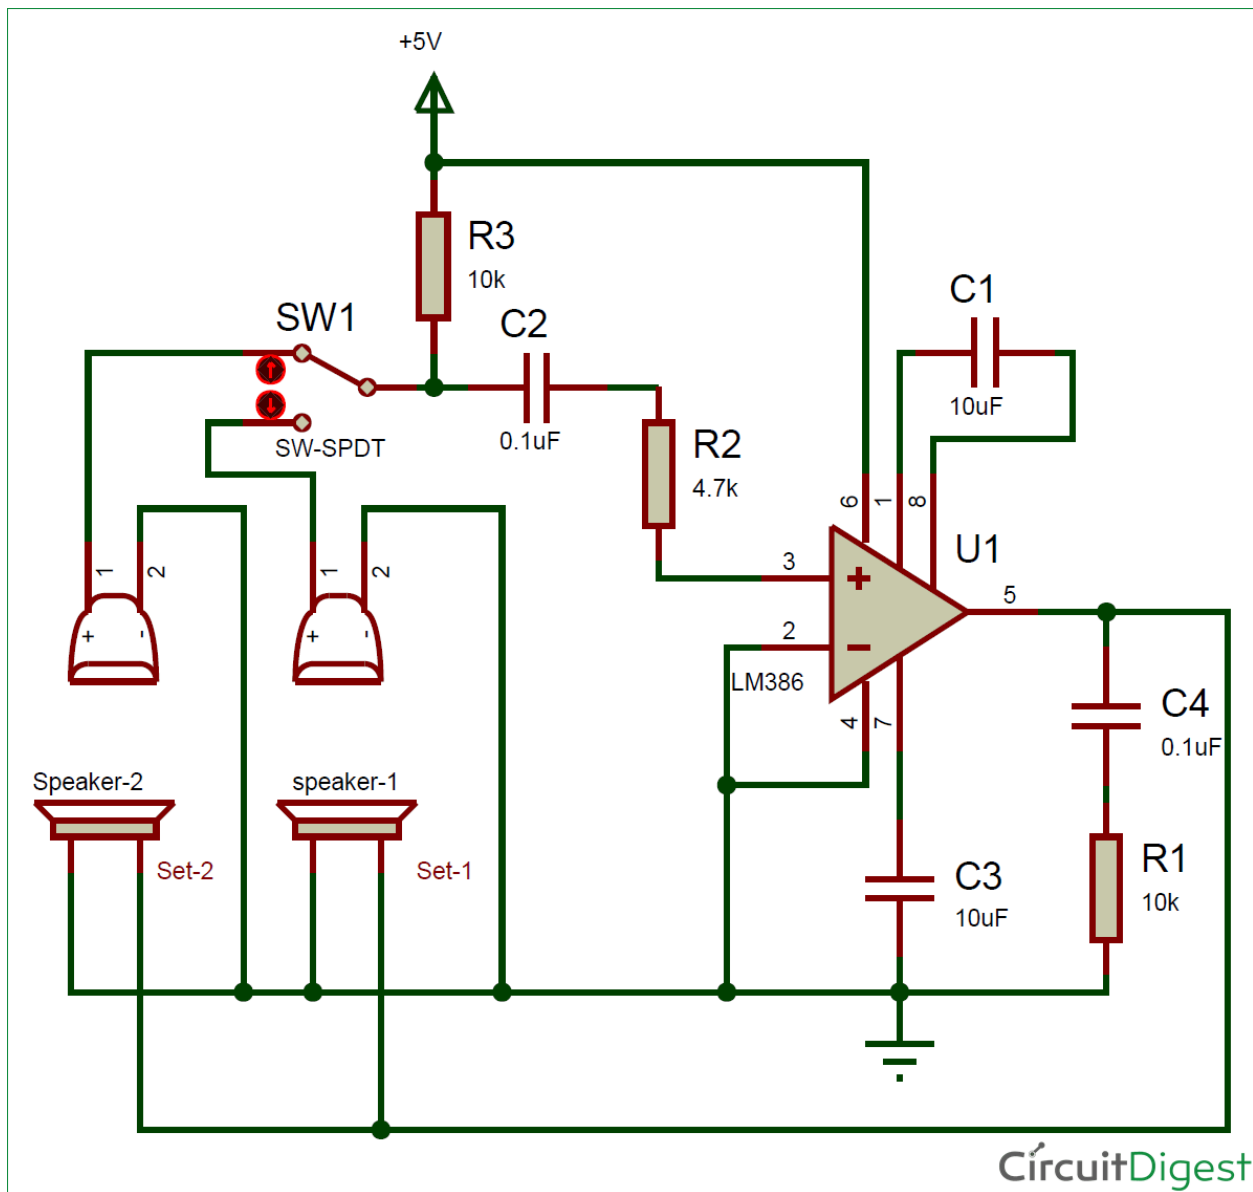 +5V
R3
10k
SW1
C2
C1
10uF
0.1uF
SW-SPDT
R2
4.7k
6
1
8
U1
3
5
1
2
1
2
+
-
+
-
2
LM386
4
7
C4
0.1uF
Speaker-2
speaker-1
Set-2
Set-1
C3
10uF
R1
10k
CircuitDigest